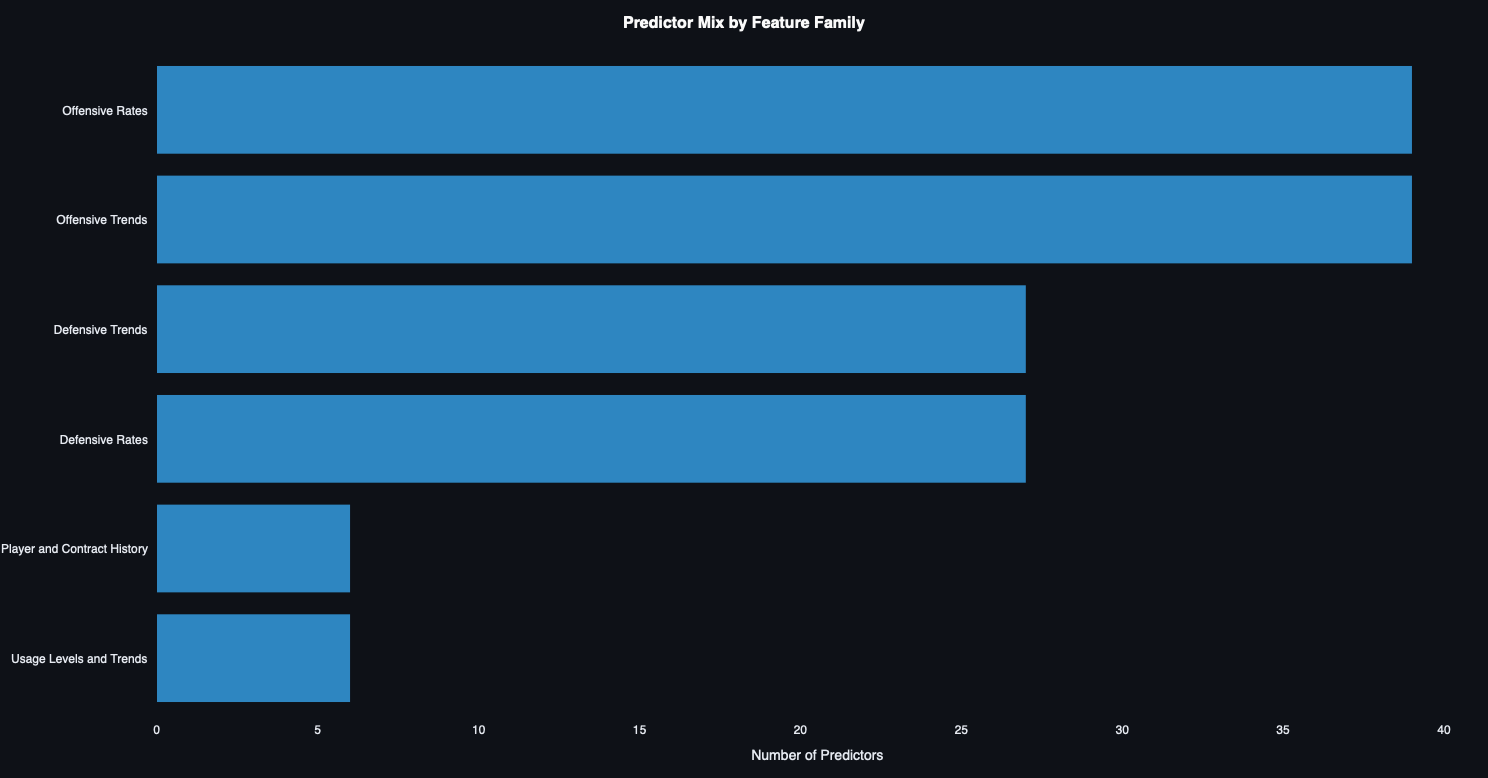 Predictor Mix by Feature Family
Offensive Rates
Offensive Trends
Defensive Trends
Defensive Rates
Player and Contract History
Usage Levels and Trends
0 5 10 15 20 25 30 35 40
Number of Predictors